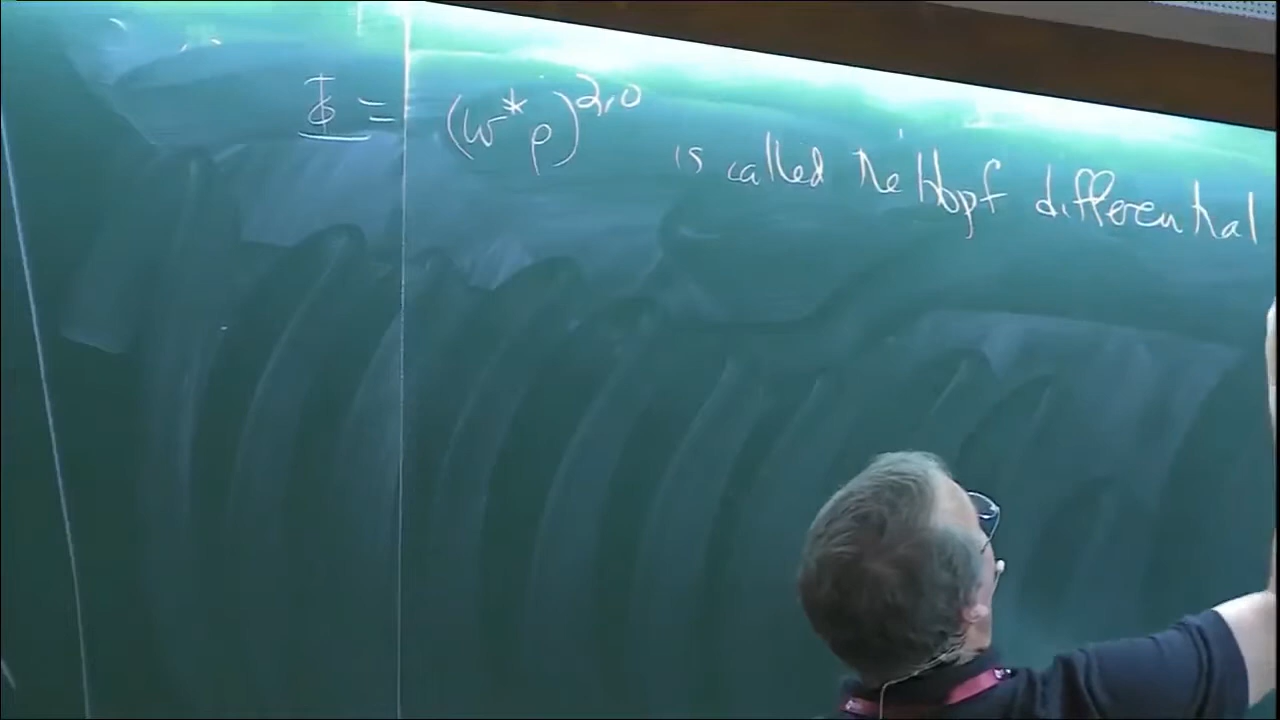 Φ = (w*ρ)^{2,0} is called the Hopf differential